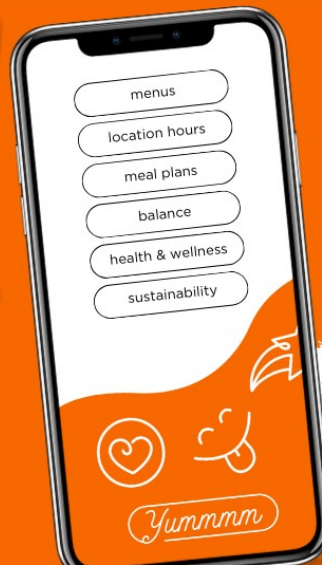 menus
location hours
meal plans
balance
health & wellness
sustainability
Yummmm